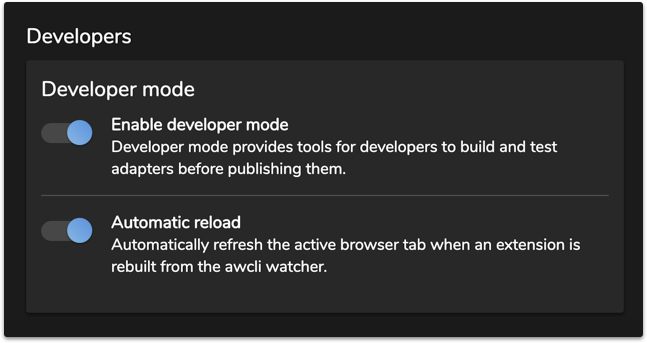 Developers
Developer mode
Enable developer mode
Developer mode provides tools for developers to build and test
adapters before publishing them.
Automatic reload
Automatically refresh the active browser tab when an extension is
rebuilt from the awcli watcher.